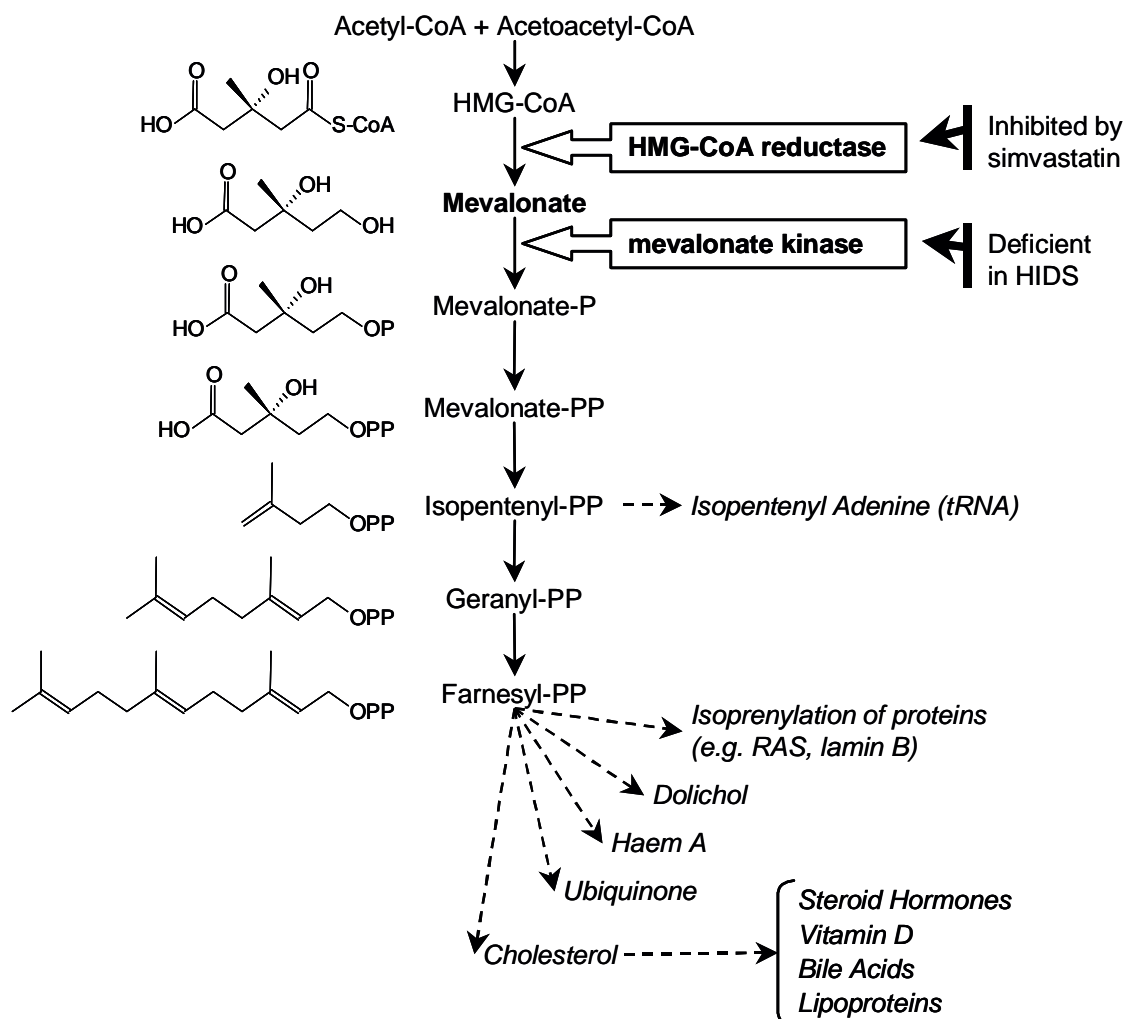 Acetyl-CoA + Acetoacetyl-CoA
O
OH
O
HO
S-CoA
HMG-CoA
HMG-CoA reductase
Inhibited by
simvastatin
O
OH
HO
OH
Mevalonate
mevalonate kinase
Deficient
in HIDS
O
OH
HO
OP
Mevalonate-P
O
OH
HO
OPP
Mevalonate-PP
OPP
Isopentenyl-PP
Isopentenyl Adenine (tRNA)
OPP
Geranyl-PP
OPP
Farnesyl-PP
Isoprenylation of proteins
(e.g. RAS, lamin B)
Dolichol
Haem A
Ubiquinone
Cholesterol
Steroid Hormones
Vitamin D
Bile Acids
Lipoproteins